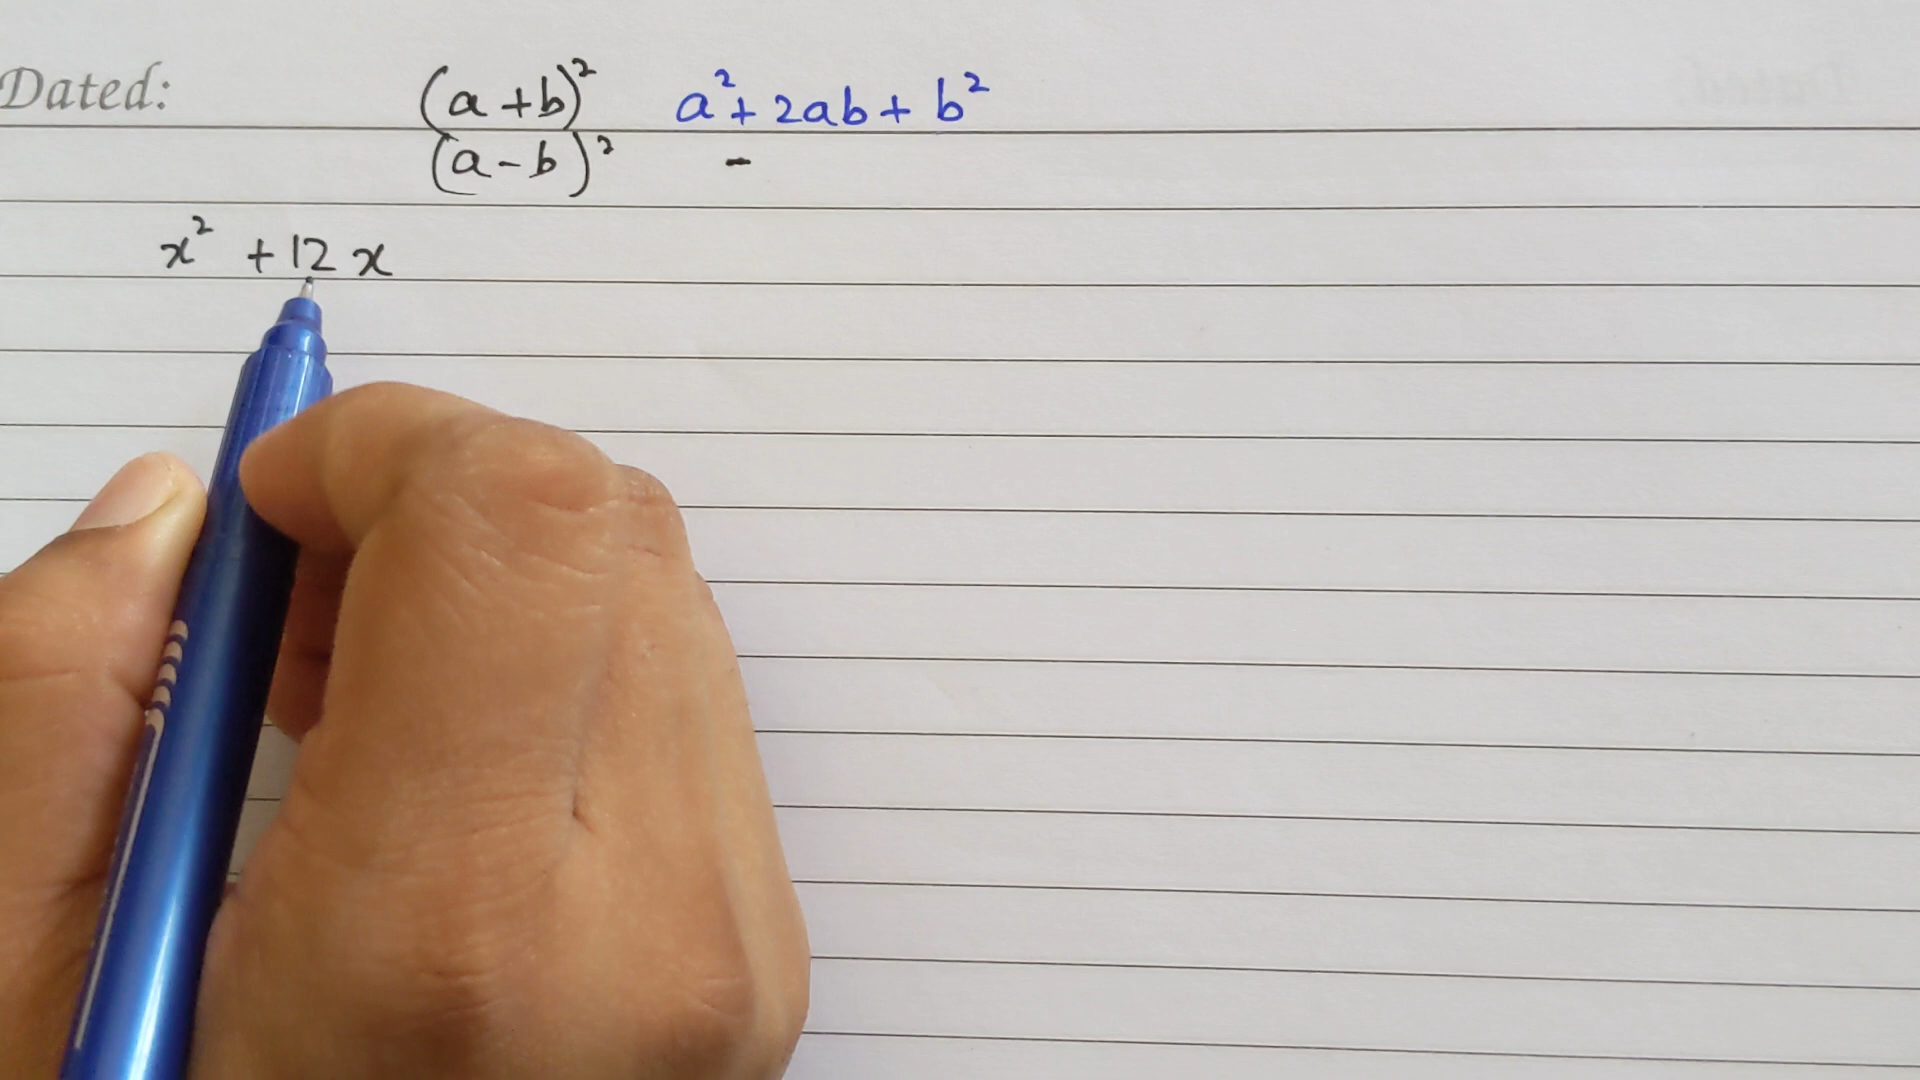 Dated: (a+b)² a²+2ab+b²
(a-b)² -
x² +12x